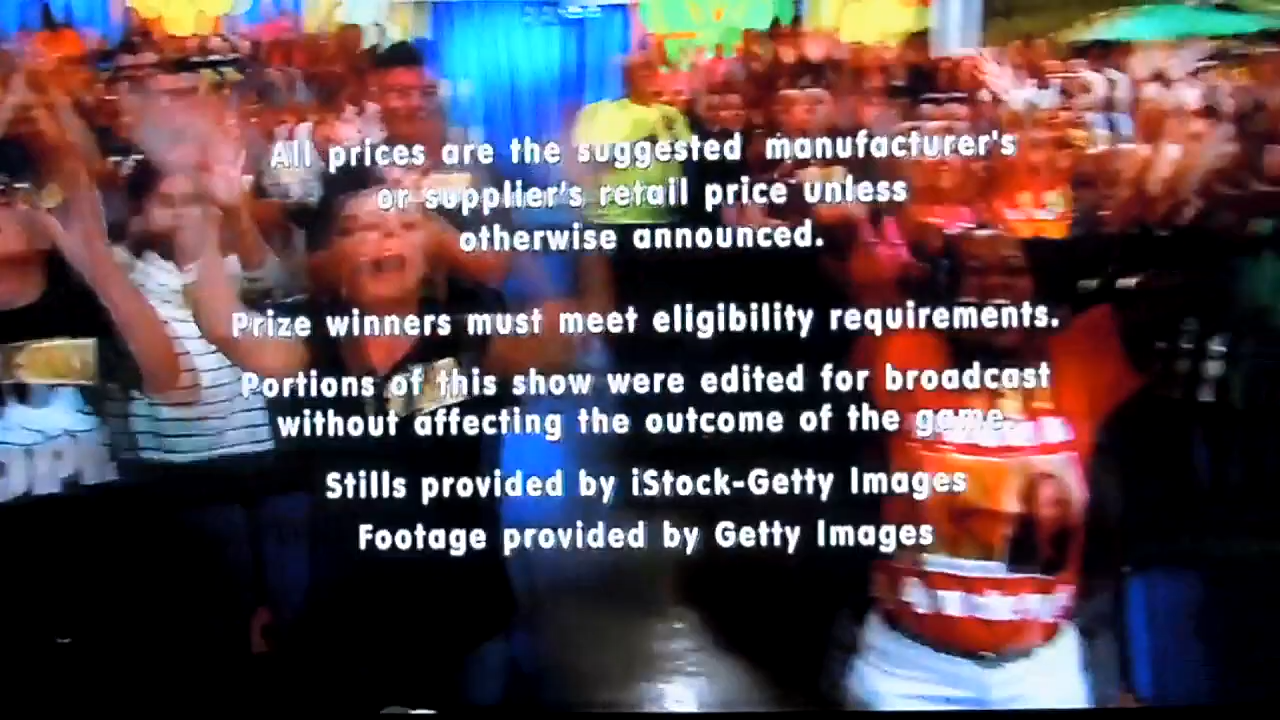 All prices are the suggested manufacturer's
or supplier's retail price unless
otherwise announced.
Prize winners must meet eligibility requirements.
Portions of this show were edited for broadcast
without affecting the outcome of the game.
Stills provided by iStock-Getty Images
Footage provided by Getty Images